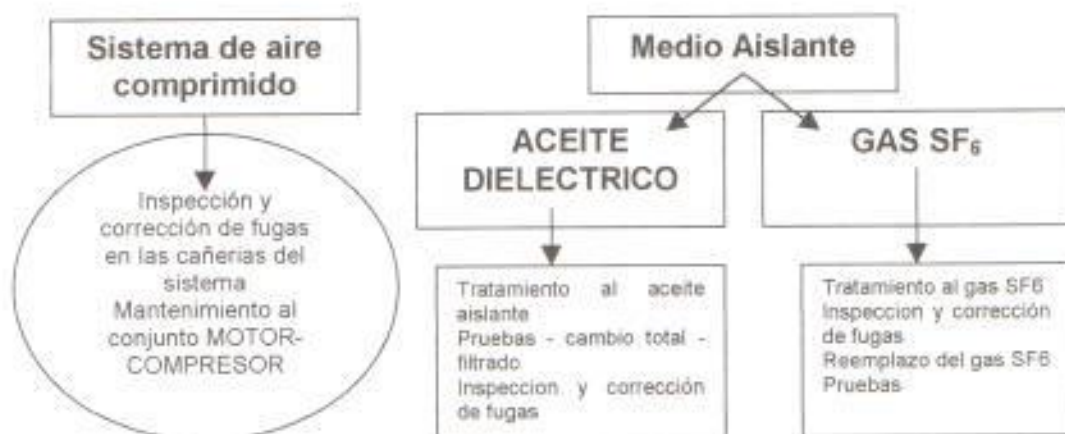 Sistema de aire
comprimido
Inspección y
corrección de fugas
en las cañerias del
sistema
Mantenimiento al
conjunto MOTOR-
COMPRESOR
Medio Aislante
ACEITE
DIELECTRICO
Tratamiento al aceite
aislante
Pruebas - cambio total -
filtrado
Inspeccion y corrección
de fugas
GAS SF₆
Tratamiento al gas SF6
Inspeccion y corrección
de fugas
Reemplazo del gas SF6
Pruebas